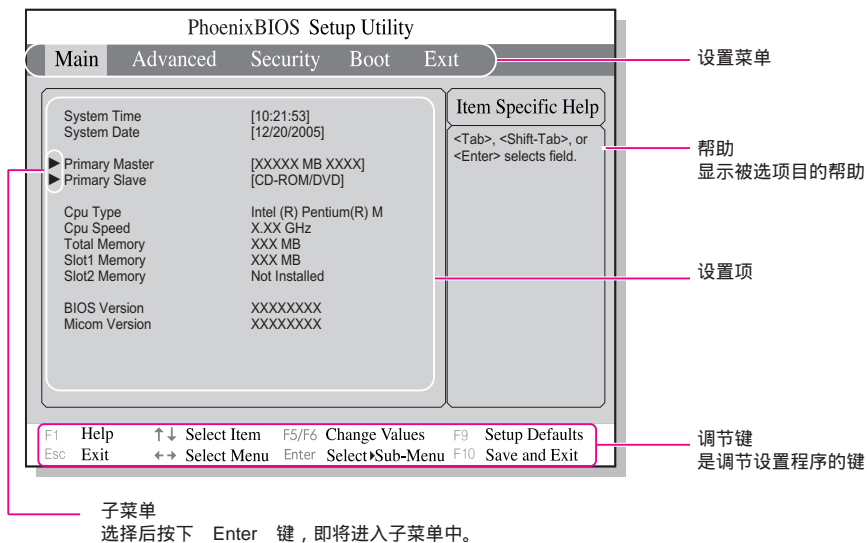 PhoenixBIOS Setup Utility
Main Advanced Security Boot Exit
设置菜单
System Time [10:21:53]
System Date [12/20/2005]
▶ Primary Master [XXXXX MB XXXX]
▶ Primary Slave [CD-ROM/DVD]
Cpu Type Intel (R) Pentium(R) M
Cpu Speed X.XX GHz
Total Memory XXX MB
Slot1 Memory XXX MB
Slot2 Memory Not Installed
BIOS Version XXXXXXXX
Micom Version XXXXXXXX
Item Specific Help
<Tab>, <Shift-Tab>, or
<Enter> selects field.
帮助
显示被选项目的帮助
设置项
F1 Help ↑↓ Select Item F5/F6 Change Values F9 Setup Defaults
Esc Exit ←→ Select Menu Enter Select▶Sub-Menu F10 Save and Exit
调节键
是调节设置程序的键
子菜单
选择后按下 Enter 键，即将进入子菜单中。